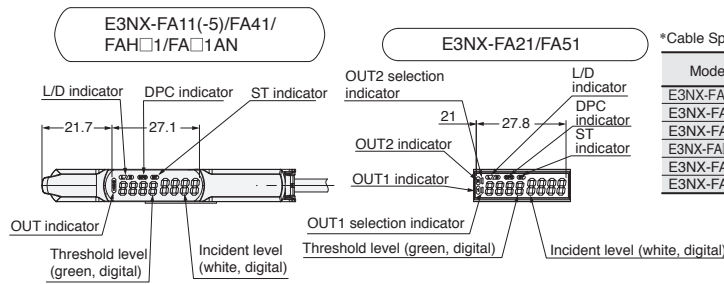 E3NX-FA11(-5)/FA41/
FAH□1/FA□1AN
L/D indicator
DPC indicator
ST indicator
21.7
27.1
OUT indicator
Threshold level
(green, digital)
Incident level
(white, digital)
E3NX-FA21/FA51
OUT2 selection
indicator
L/D
indicator
21
27.8
DPC
indicator
ST
indicator
OUT2 indicator
OUT1 indicator
OUT1 selection indicator
Threshold level (green, digital)
Incident level (white, digital)
*Cable Sp
Mode
E3NX-FA
E3NX-FA
E3NX-FA
E3NX-FA
E3NX-FA
E3NX-FA